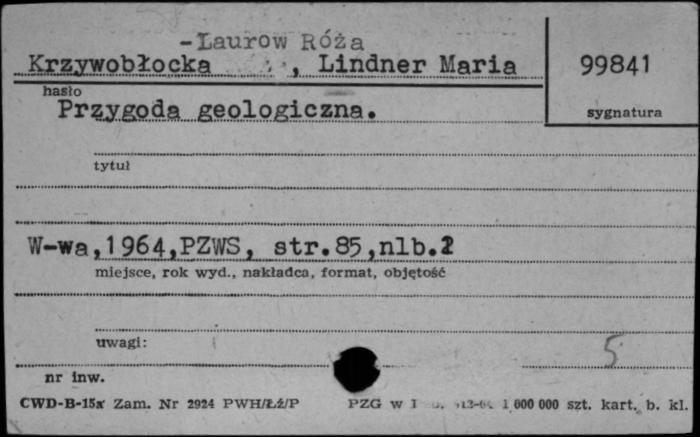 -Laurow Róża
Krzywobłocka , Lindner Maria
99841
hasło
sygnatura
Przygoda geologiczna.
tytuł
W-wa,1964,PZWS, str.85,nlb.2
miejsce, rok wyd., nakładca, format, objętość
uwagi:
5
nr inw.
CWD-B-15a Zam. Nr 2924 PWH/Łź/P PZG w 1 000 000 szt. kart. b. kl.